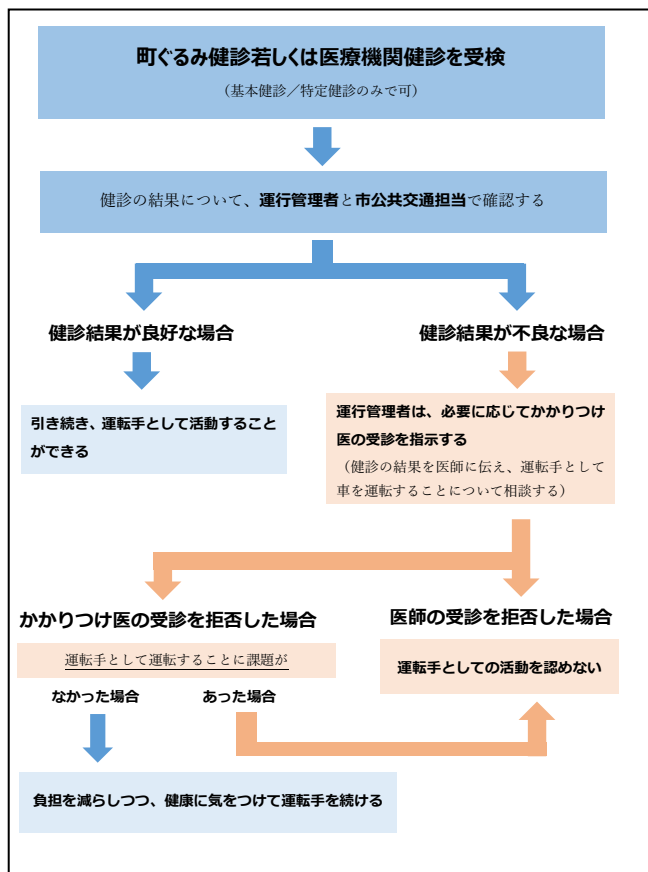 町ぐるみ健診若しくは医療機関健診を受検
（基本健診／特定健診のみで可）
健診の結果について、運行管理者と市公共交通担当で確認する
健診結果が良好な場合
健診結果が不良な場合
引き続き、運転手として活動すること
ができる
運行管理者は、必要に応じてかかりつけ
医の受診を指示する
（健診の結果を医師に伝え、運転手として
車を運転することについて相談する）
かかりつけ医の受診を拒否した場合
医師の受診を拒否した場合
運転手として運転することに課題が
運転手としての活動を認めない
なかった場合
あった場合
負担を減らしつつ、健康に気をつけて運転手を続ける